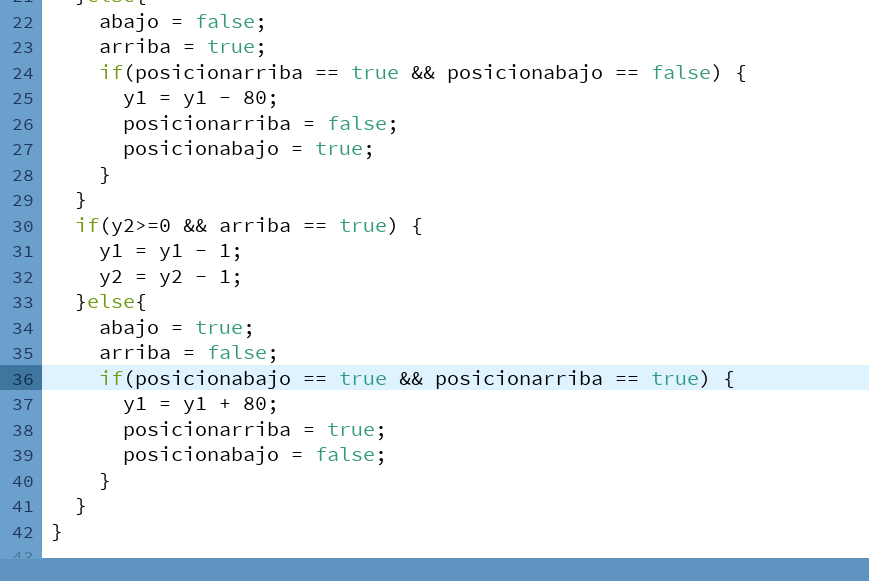 21   }else{
22     abajo = false;
23     arriba = true;
24     if(posicionarriba == true && posicionabajo == false) {
25       y1 = y1 - 80;
26       posicionarriba = false;
27       posicionabajo = true;
28     }
29   }
30   if(y2>=0 && arriba == true) {
31     y1 = y1 - 1;
32     y2 = y2 - 1;
33   }else{
34     abajo = true;
35     arriba = false;
36     if(posicionabajo == true && posicionarriba == true) {
37       y1 = y1 + 80;
38       posicionarriba = true;
39       posicionabajo = false;
40     }
41   }
42 }
43